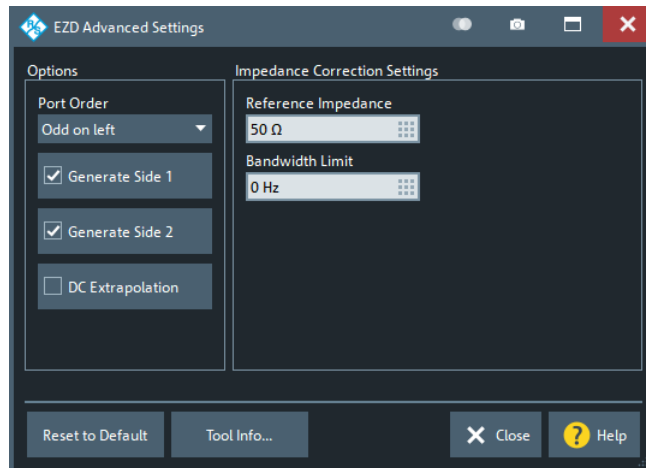 EZD Advanced Settings
Options
Port Order
Odd on left
Generate Side 1
Generate Side 2
DC Extrapolation
Impedance Correction Settings
Reference Impedance
50 Ω
Bandwidth Limit
0 Hz
Reset to Default
Tool Info...
Close
? Help